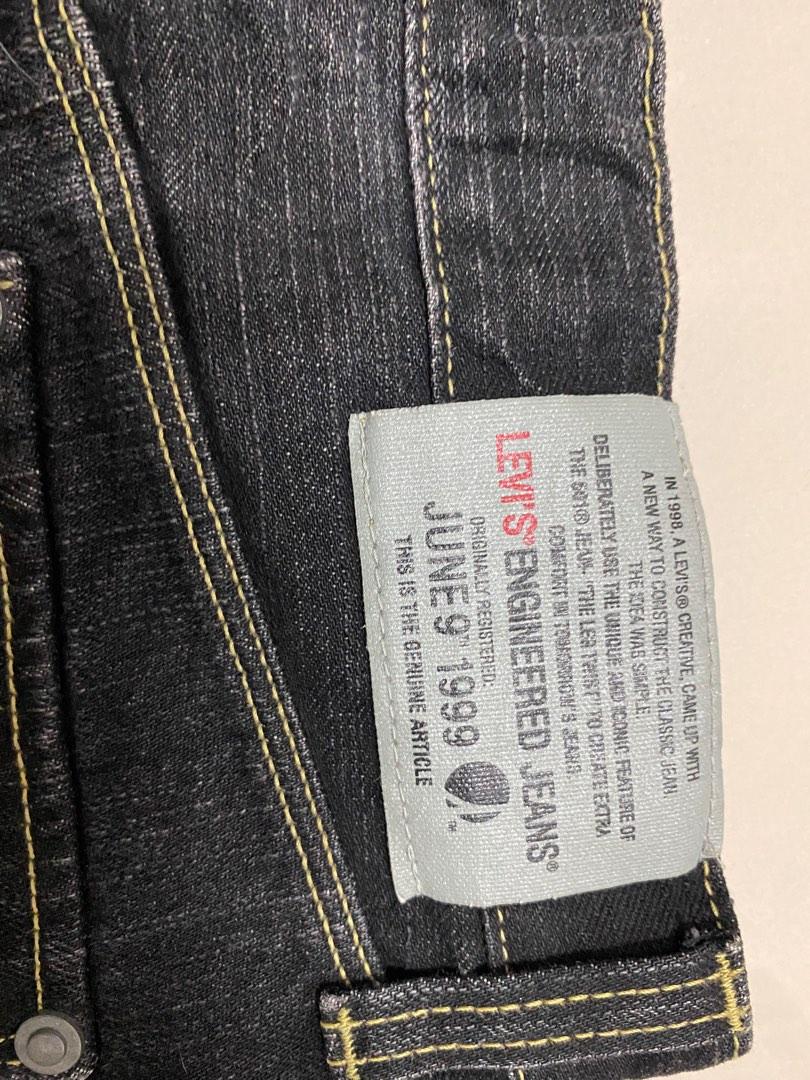 IN 1998, A LEVI'S® CREATIVE, CAME UP WITH
A NEW WAY TO CONSTRUCT THE CLASSIC JEAN.
THE IDEA WAS SIMPLE,
DELIBERATELY USE THE UNIQUE AND ICONIC FEATURE OF
THE 501® JEAN, "THE LEG TWIST" TO CREATE EXTRA
COMFORT IN TOMORROW'S JEANS.
LEVI'S® ENGINEERED JEANS®
ORIGINALLY REGISTERED:
JUNE 9TH 1999
THIS IS THE GENUINE ARTICLE
TM